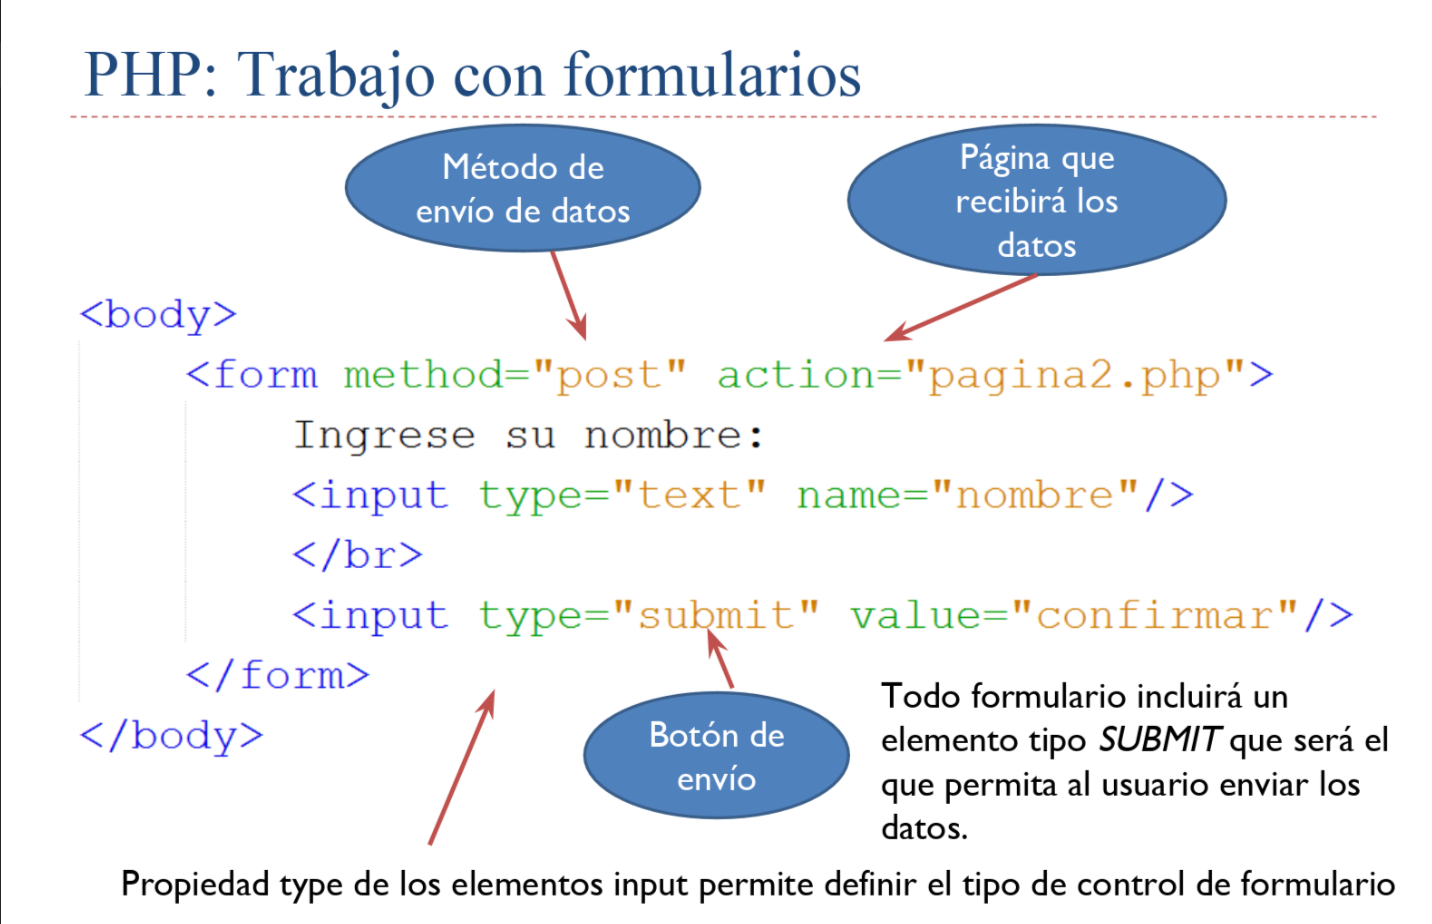 PHP: Trabajo con formularios
Método de
envío de datos
Página que
recibirá los
datos
<body>
<form method="post" action="pagina2.php">
Ingrese su nombre:
<input type="text" name="nombre"/>
</br>
<input type="submit" value="confirmar"/>
</form>
</body>
Botón de
envío
Todo formulario incluirá un
elemento tipo SUBMIT que será el
que permita al usuario enviar los
datos.
Propiedad type de los elementos input permite definir el tipo de control de formulario